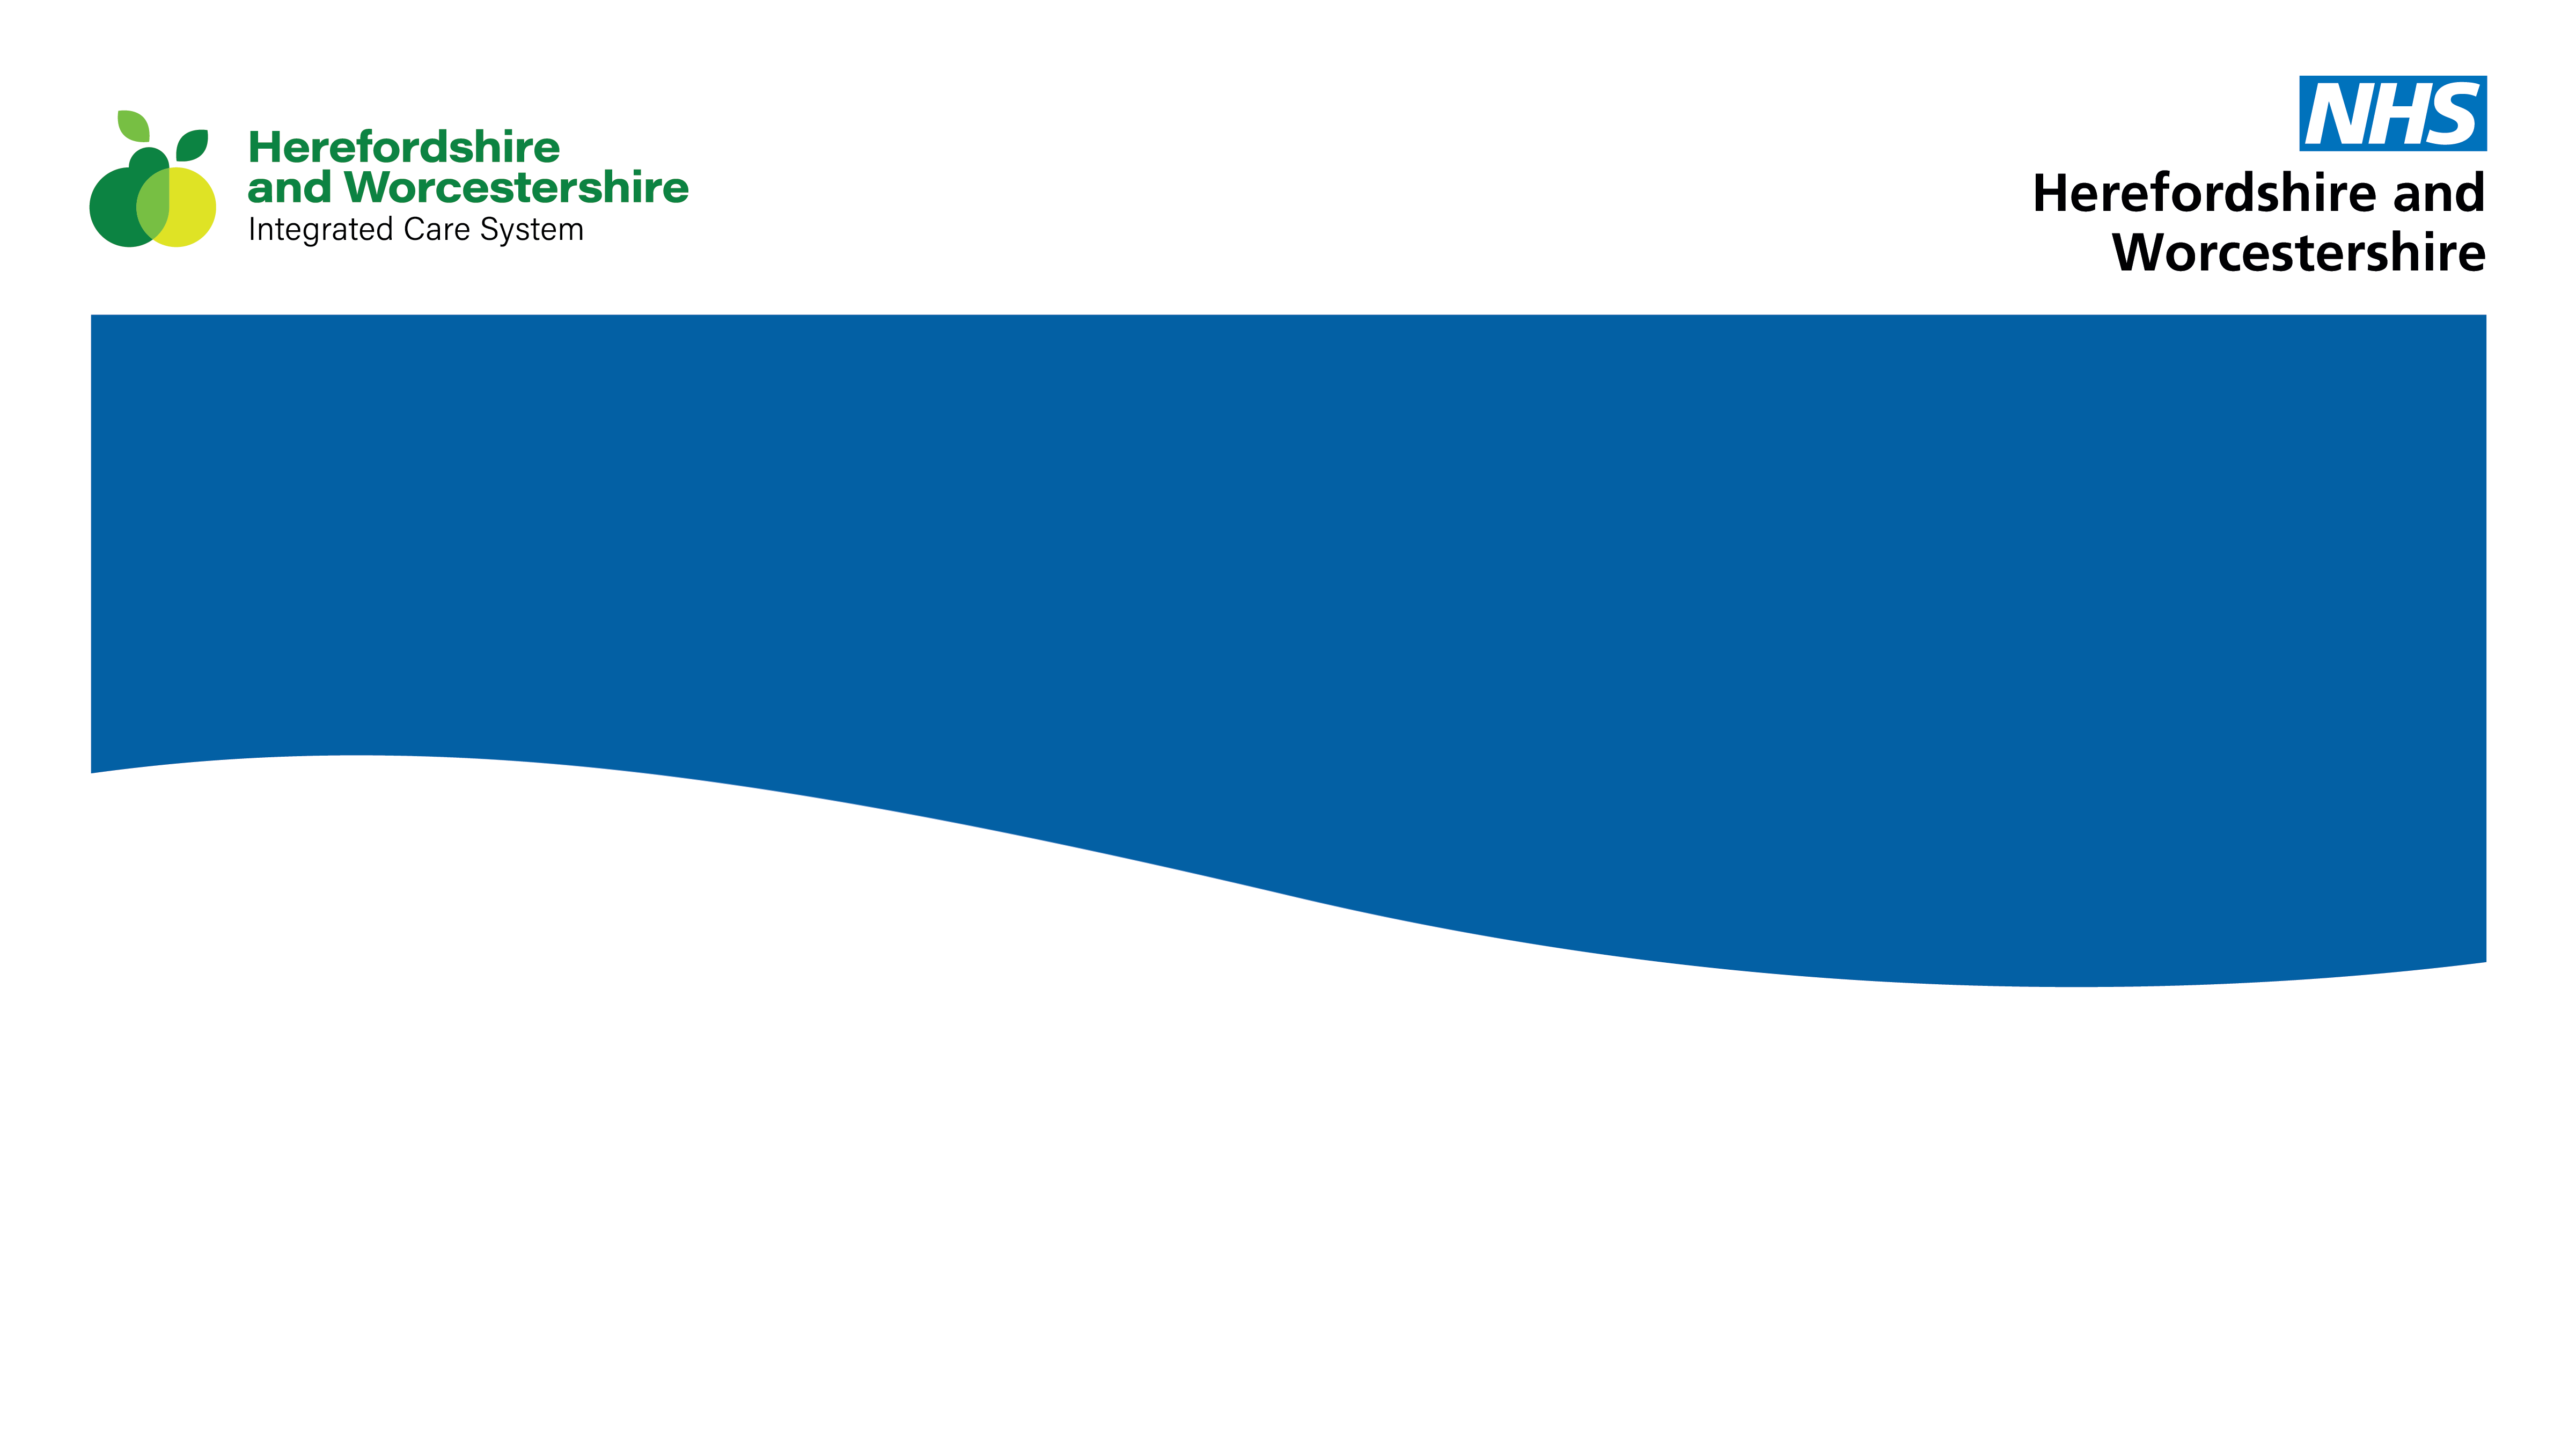 Herefordshire
and Worcestershire
Integrated Care System
NHS
Herefordshire and
Worcestershire